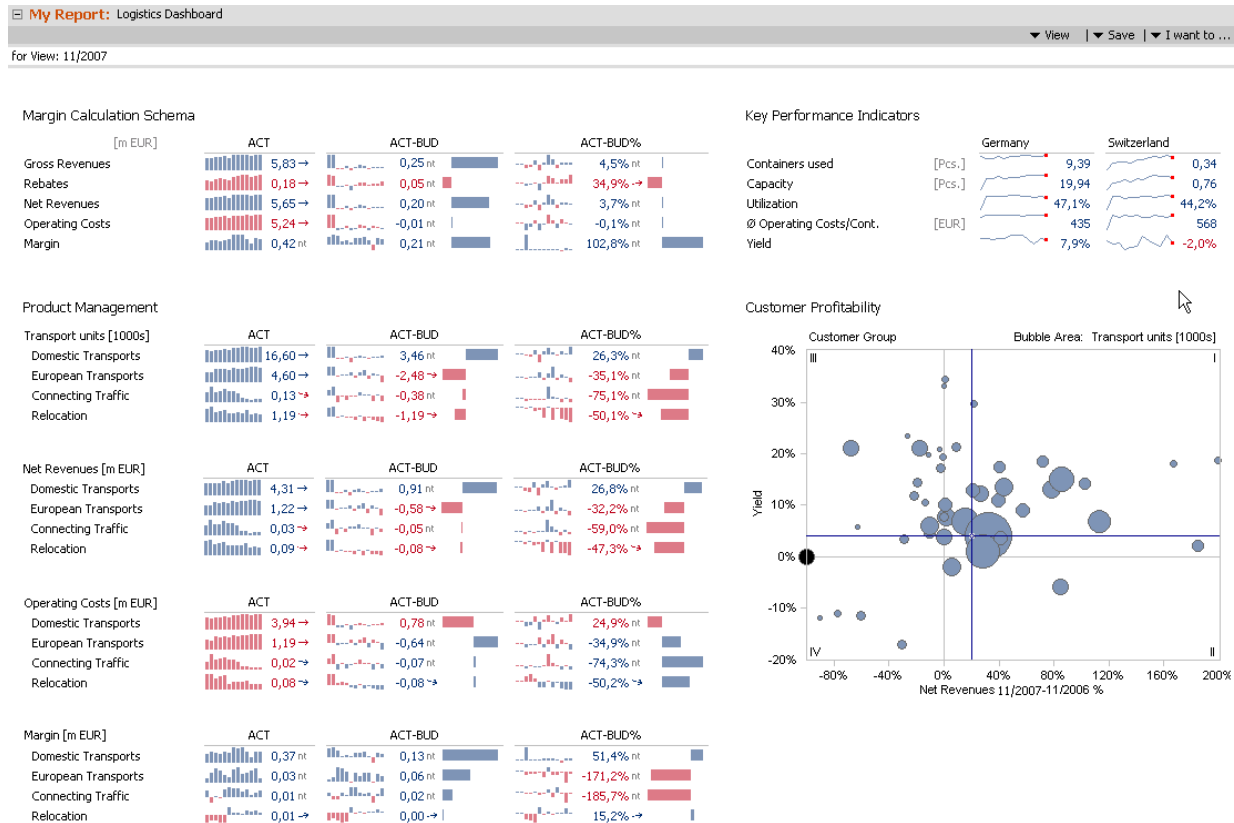 My Report: Logistics Dashboard
View | Save | I want to ...
for View: 11/2007
Margin Calculation Schema
[m EUR] ACT ACT-BUD ACT-BUD%
Gross Revenues 5,83 → 0,25 nt 4,5% nt
Rebates 0,18 → 0,05 nt 34,9% →
Net Revenues 5,65 → 0,20 nt 3,7% nt
Operating Costs 5,24 → -0,01 nt -0,1% nt
Margin 0,42 nt 0,21 nt 102,8% nt
Key Performance Indicators
Germany Switzerland
Containers used [Pcs.] 9,39 0,34
Capacity [Pcs.] 19,94 0,76
Utilization 47,1% 44,2%
Ø Operating Costs/Cont. [EUR] 435 568
Yield 7,9% -2,0%
Product Management
Transport units [1000s] ACT ACT-BUD ACT-BUD%
Domestic Transports 16,60 → 3,46 nt 26,3% nt
European Transports 4,60 → -2,48 → -35,1% nt
Connecting Traffic 0,13 → -0,38 nt -75,1% nt
Relocation 1,19 → -1,19 → -50,1% →
Net Revenues [m EUR] ACT ACT-BUD ACT-BUD%
Domestic Transports 4,31 → 0,91 nt 26,8% nt
European Transports 1,22 → -0,58 → -32,2% nt
Connecting Traffic 0,03 → -0,05 nt -59,0% nt
Relocation 0,09 → -0,08 → -47,3% →
Operating Costs [m EUR] ACT ACT-BUD ACT-BUD%
Domestic Transports 3,94 → 0,78 nt 24,9% nt
European Transports 1,19 → -0,64 nt -34,9% nt
Connecting Traffic 0,02 → -0,07 nt -74,3% nt
Relocation 0,08 → -0,08 → -50,2% →
Margin [m EUR] ACT ACT-BUD ACT-BUD%
Domestic Transports 0,37 nt 0,13 nt 51,4% nt
European Transports 0,03 nt 0,06 nt -171,2% nt
Connecting Traffic 0,01 nt 0,02 nt -185,7% nt
Relocation 0,01 → 0,00 → 15,2% →
Customer Profitability
Customer Group Bubble Area: Transport units [1000s]
40%
III I
30%
20%
Yield
10%
0%
-10%
IV II
-20%
-80% -40% 0% 40% 80% 120% 160% 200%
Net Revenues 11/2007-11/2006 %